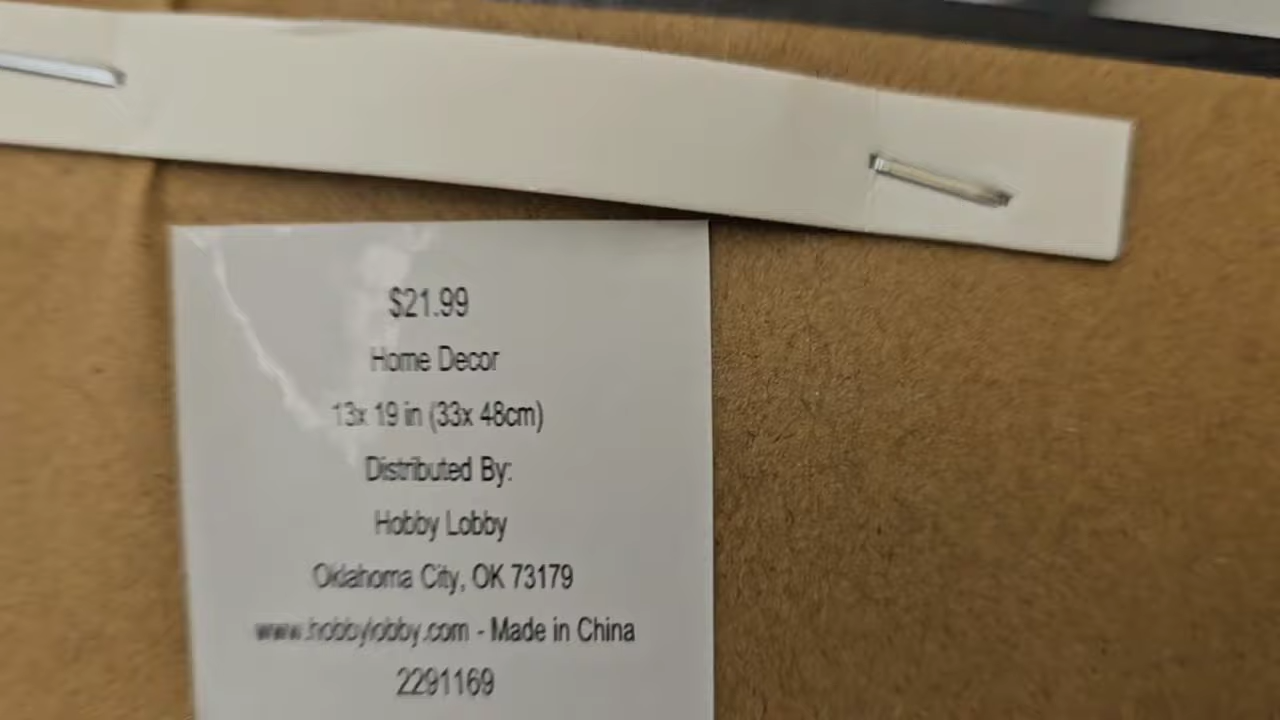 $21.99
Home Decor
13x 19 in (33x 48cm)
Distributed By:
Hobby Lobby
Oklahoma City, OK 73179
www.hobbylobby.com - Made in China
2291169